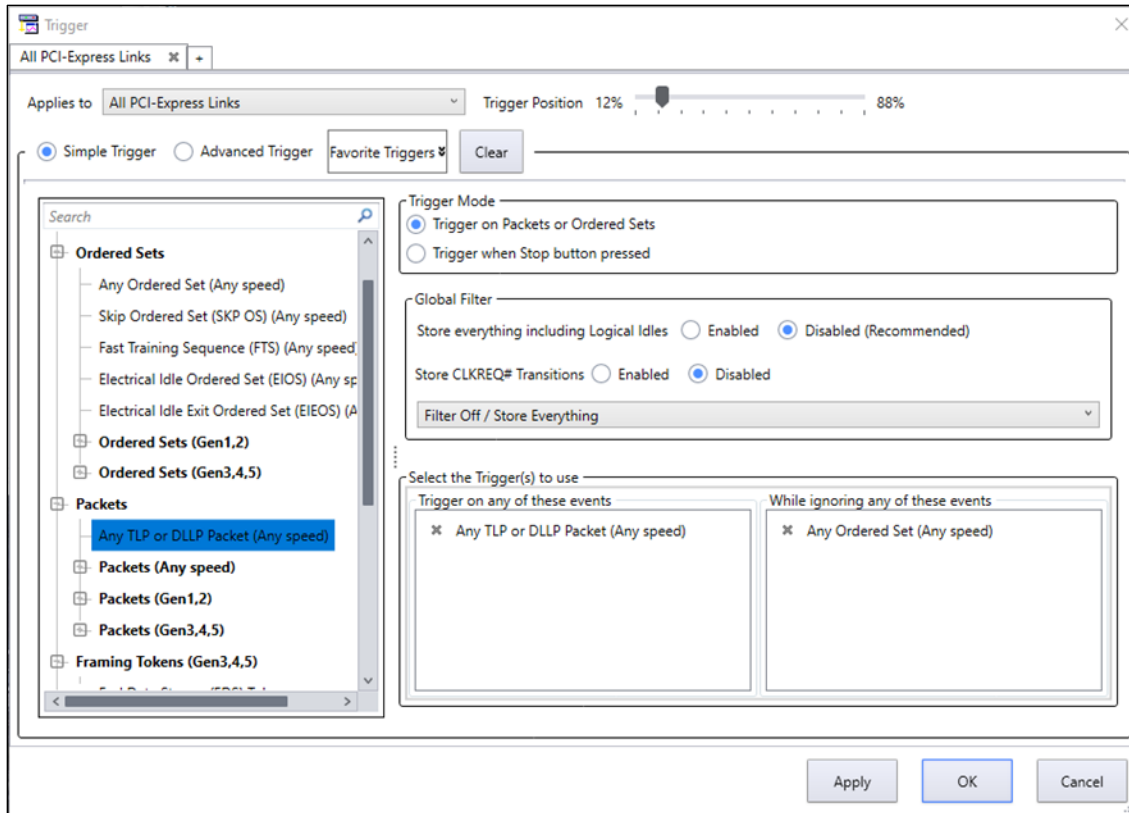 Trigger
All PCI-Express Links
+
Applies to All PCI-Express Links Trigger Position 12% 88%
Simple Trigger Advanced Trigger Favorite Triggers Clear
Search
Ordered Sets
Any Ordered Set (Any speed)
Skip Ordered Set (SKP OS) (Any speed)
Fast Training Sequence (FTS) (Any speed)
Electrical Idle Ordered Set (EIOS) (Any sp
Electrical Idle Exit Ordered Set (EIEOS) (A
Ordered Sets (Gen1,2)
Ordered Sets (Gen3,4,5)
Packets
Any TLP or DLLP Packet (Any speed)
Packets (Any speed)
Packets (Gen1,2)
Packets (Gen3,4,5)
Framing Tokens (Gen3,4,5)
Trigger Mode
Trigger on Packets or Ordered Sets
Trigger when Stop button pressed
Global Filter
Store everything including Logical Idles Enabled Disabled (Recommended)
Store CLKREQ# Transitions Enabled Disabled
Filter Off / Store Everything
Select the Trigger(s) to use
Trigger on any of these events
Any TLP or DLLP Packet (Any speed)
While ignoring any of these events
Any Ordered Set (Any speed)
Apply OK Cancel